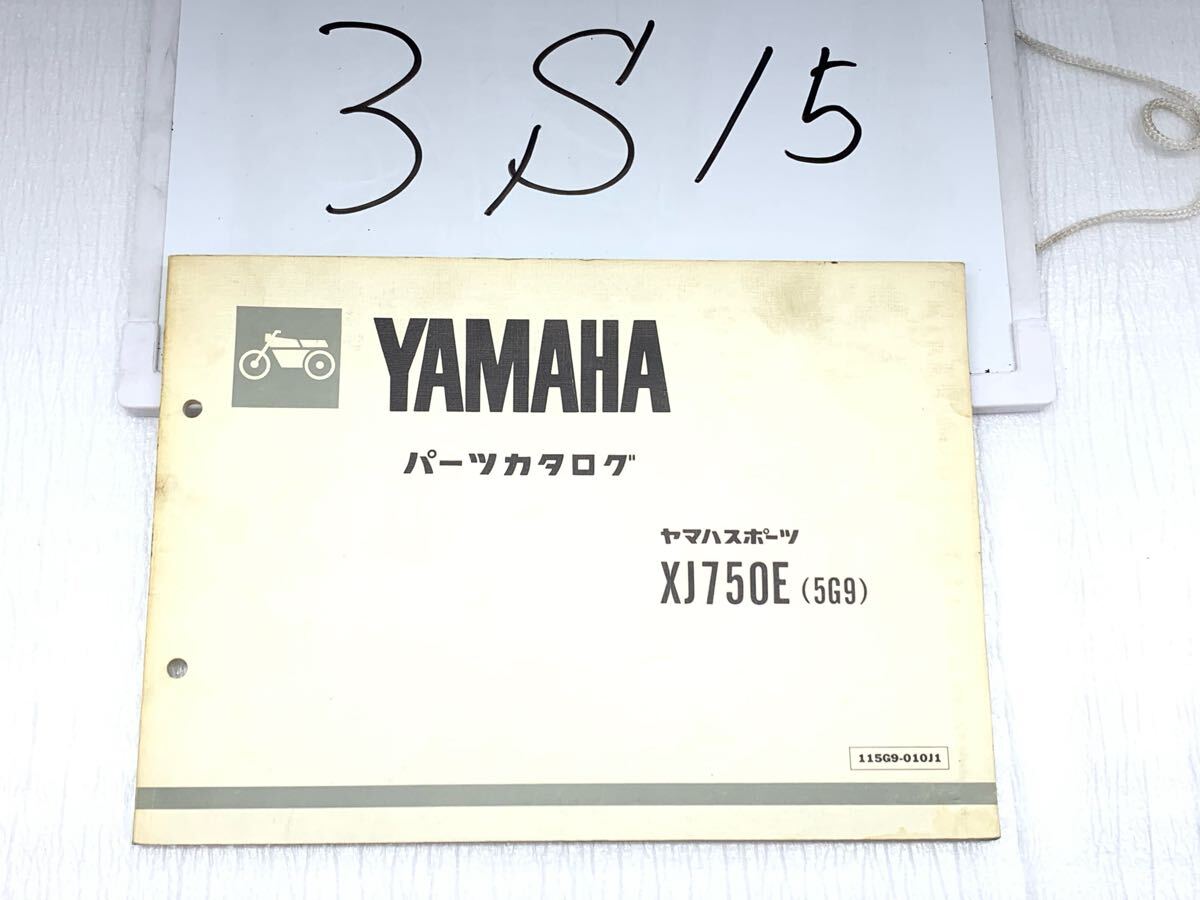 3S15
YAMAHA
パーツカタログ
ヤマハスポーツ
XJ750E (5G9)
115G9-010J1